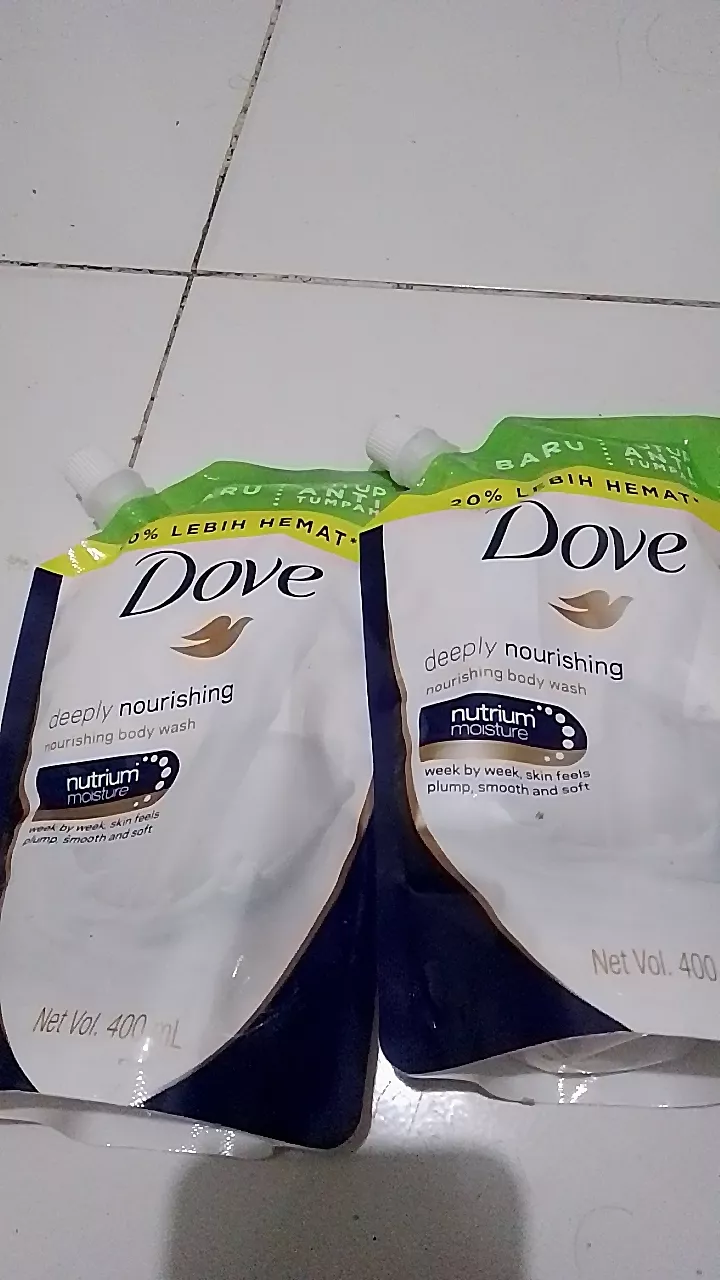 ANTI
TUMPAH
0% LEBIH HEMAT*
Dove
deeply nourishing
nourishing body wash
nutrium
moisture
week by week, skin feels
plump, smooth and soft
Net Vol. 400 mL
BARU
ANTI
20% LEBIH HEMAT*
Dove
deeply nourishing
nourishing body wash
nutrium
moisture
week by week, skin feels
plump, smooth and soft
Net Vol. 400